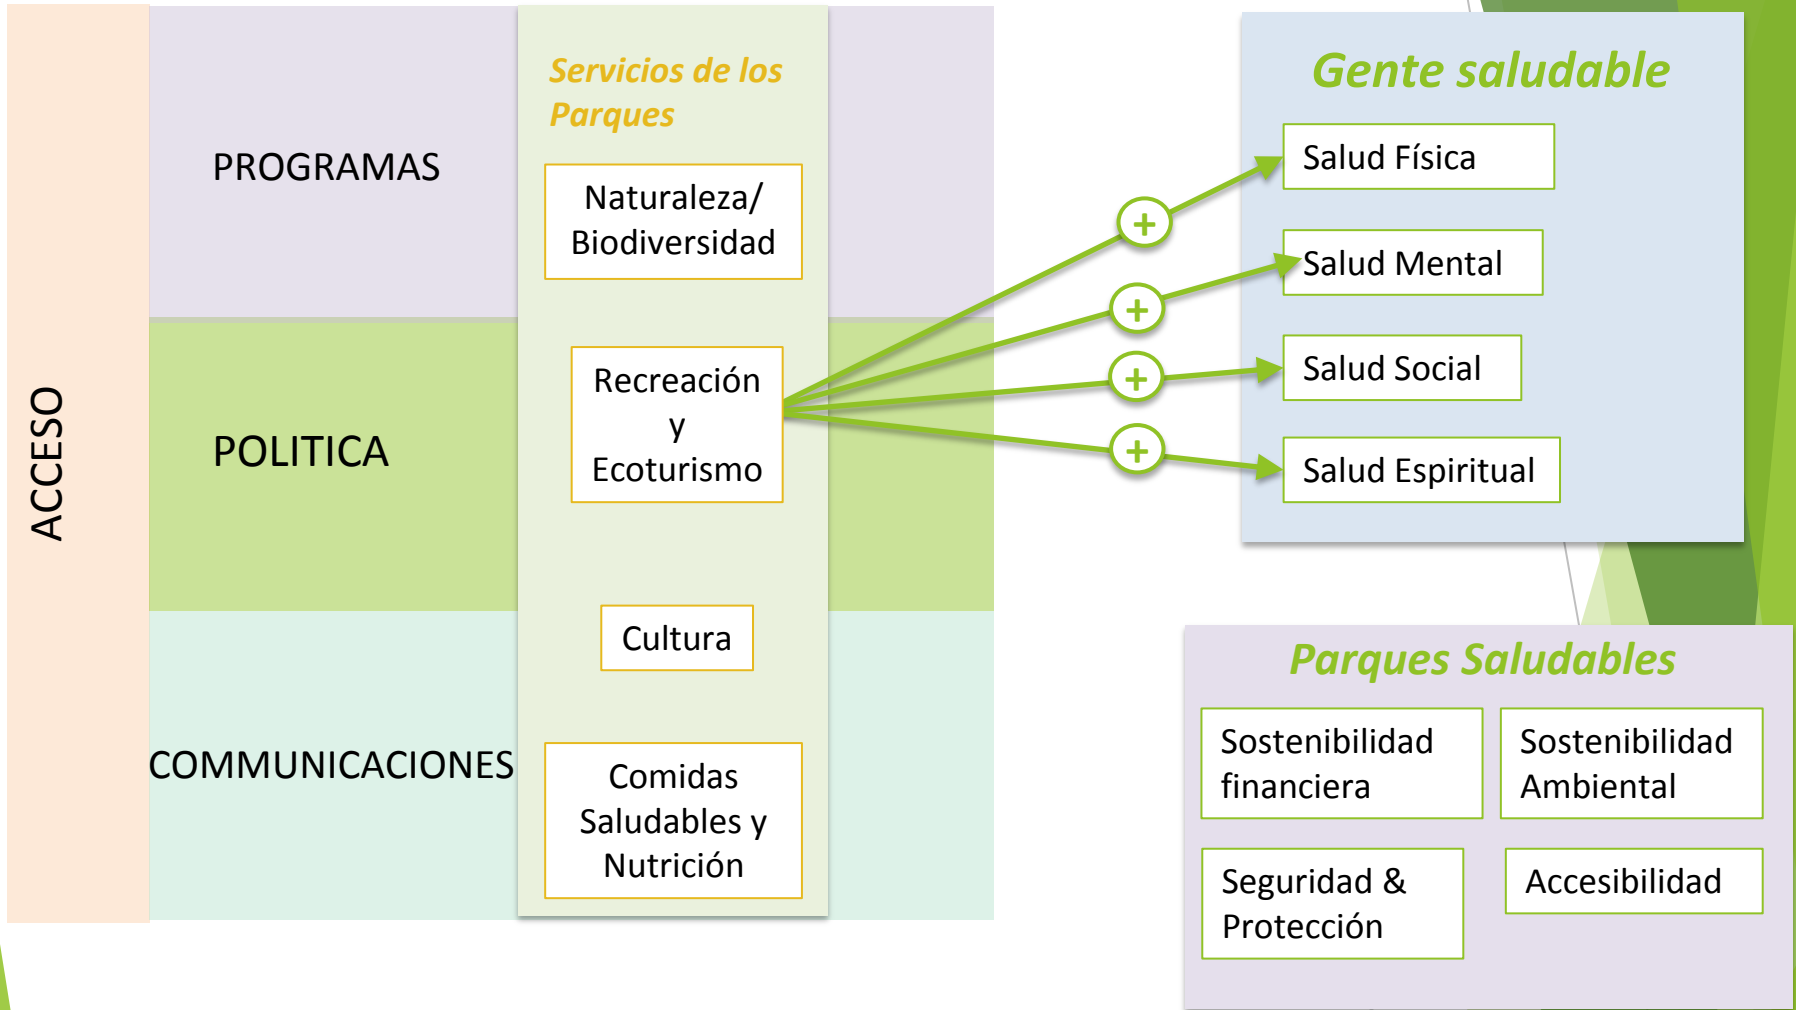 ACCESO
PROGRAMAS
POLITICA
COMMUNICACIONES
Servicios de los
Parques
Naturaleza/
Biodiversidad
Recreación
y
Ecoturismo
Cultura
Comidas
Saludables y
Nutrición
+
+
+
+
Gente saludable
Salud Física
Salud Mental
Salud Social
Salud Espiritual
Parques Saludables
Sostenibilidad
financiera
Sostenibilidad
Ambiental
Seguridad &
Protección
Accesibilidad